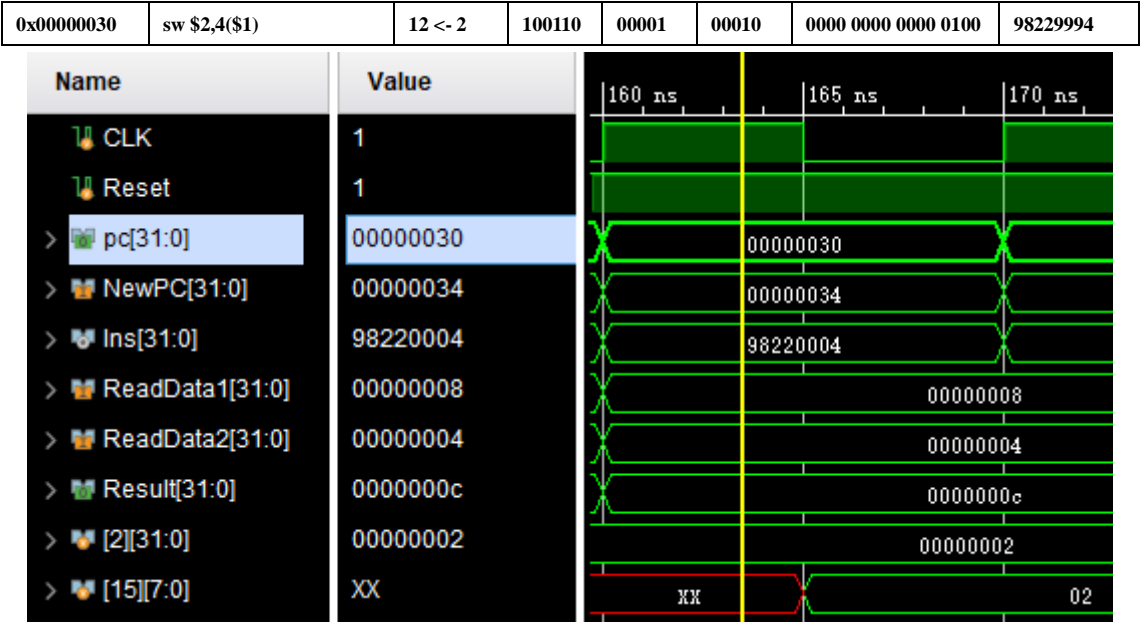 0x00000030 sw $2,4($1) 12 <- 2 100110 00001 00010 0000 0000 0000 0100 98229994
Name Value 160 ns 165 ns 170 ns
CLK 1
Reset 1
pc[31:0] 00000030 00000030
NewPC[31:0] 00000034 00000034
Ins[31:0] 98220004 98220004
ReadData1[31:0] 00000008 00000008
ReadData2[31:0] 00000004 00000004
Result[31:0] 0000000c 0000000c
[2][31:0] 00000002 00000002
[15][7:0] XX XX 02